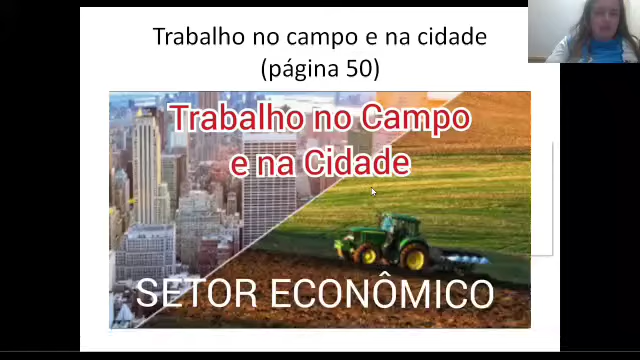 Trabalho no campo e na cidade
(página 50)
Trabalho no Campo
e na Cidade
SETOR ECONÔMICO